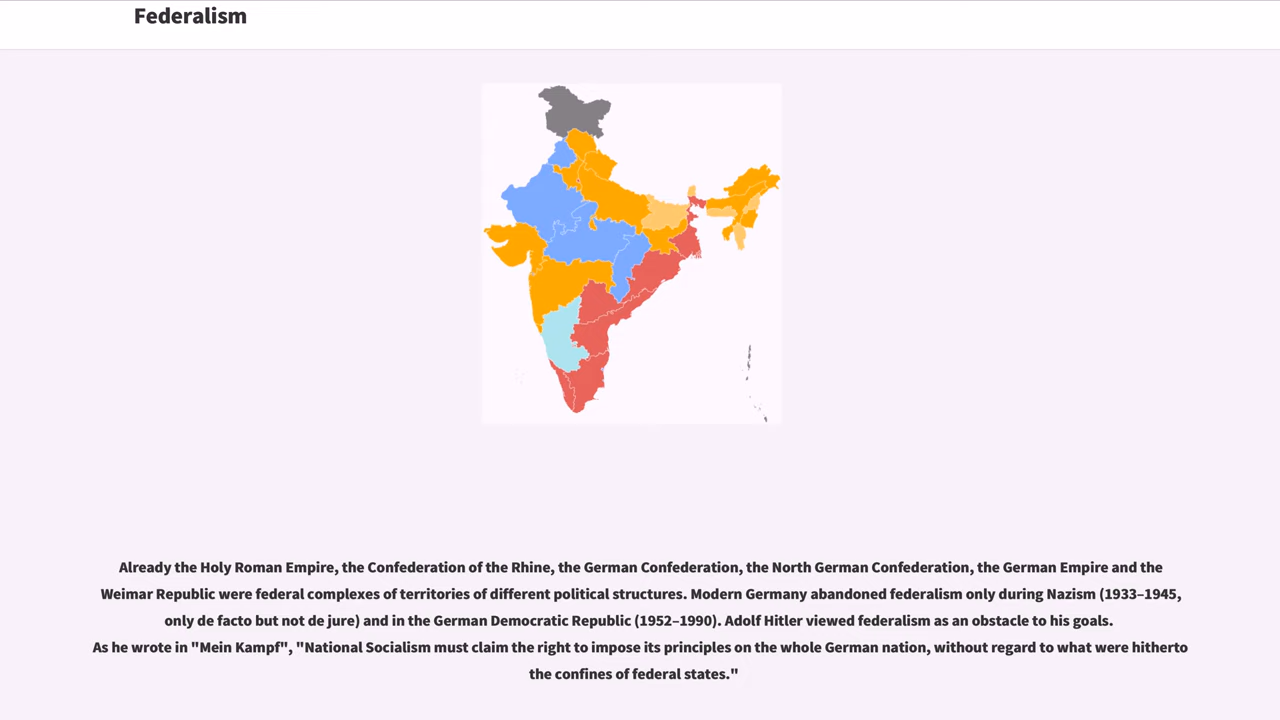 Federalism
Already the Holy Roman Empire, the Confederation of the Rhine, the German Confederation, the North German Confederation, the German Empire and the
Weimar Republic were federal complexes of territories of different political structures. Modern Germany abandoned federalism only during Nazism (1933–1945,
only de facto but not de jure) and in the German Democratic Republic (1952–1990). Adolf Hitler viewed federalism as an obstacle to his goals.
As he wrote in "Mein Kampf", "National Socialism must claim the right to impose its principles on the whole German nation, without regard to what were hitherto
the confines of federal states."